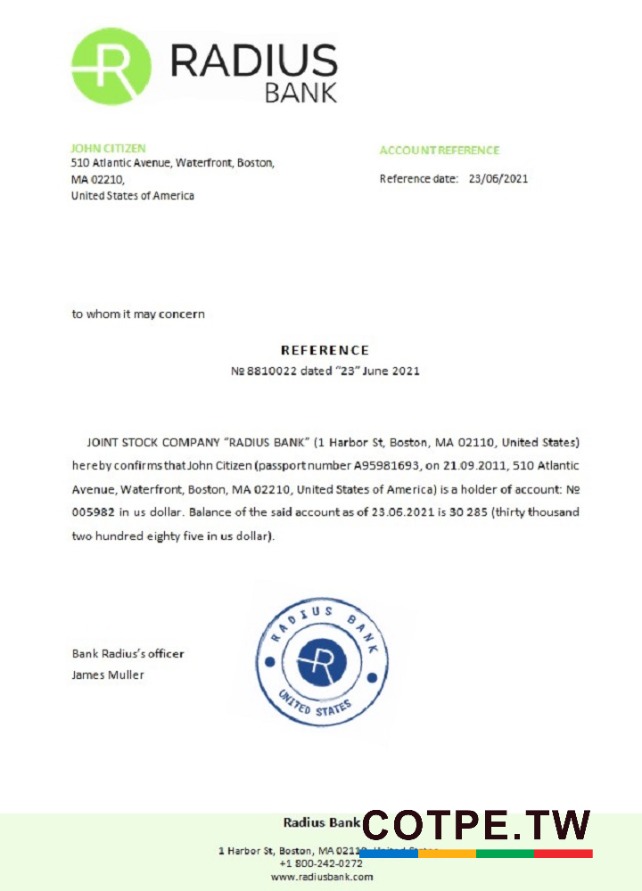 RADIUS
BANK
JOHN CITIZEN
510 Atlantic Avenue, Waterfront, Boston,
MA 02210,
United States of America
ACCOUNT REFERENCE
Reference date: 23/06/2021
to whom it may concern
REFERENCE
№ 8810022 dated “23” June 2021
JOINT STOCK COMPANY “RADIUS BANK” (1 Harbor St, Boston, MA 02110, United States)
hereby confirms that John Citizen (passport number A95981693, on 21.09.2011, 510 Atlantic
Avenue, Waterfront, Boston, MA 02210, United States of America) is a holder of account: №
005982 in us dollar. Balance of the said account as of 23.06.2021 is 30 285 (thirty thousand
two hundred eighty five in us dollar).
Bank Radius's officer
James Muller
RADIUS BANK
R
UNITED STATES
Radius Bank
COTPE.TW
1 Harbor St, Boston, MA 02110, United States
+1 800-242-0272
www.radiusbank.com